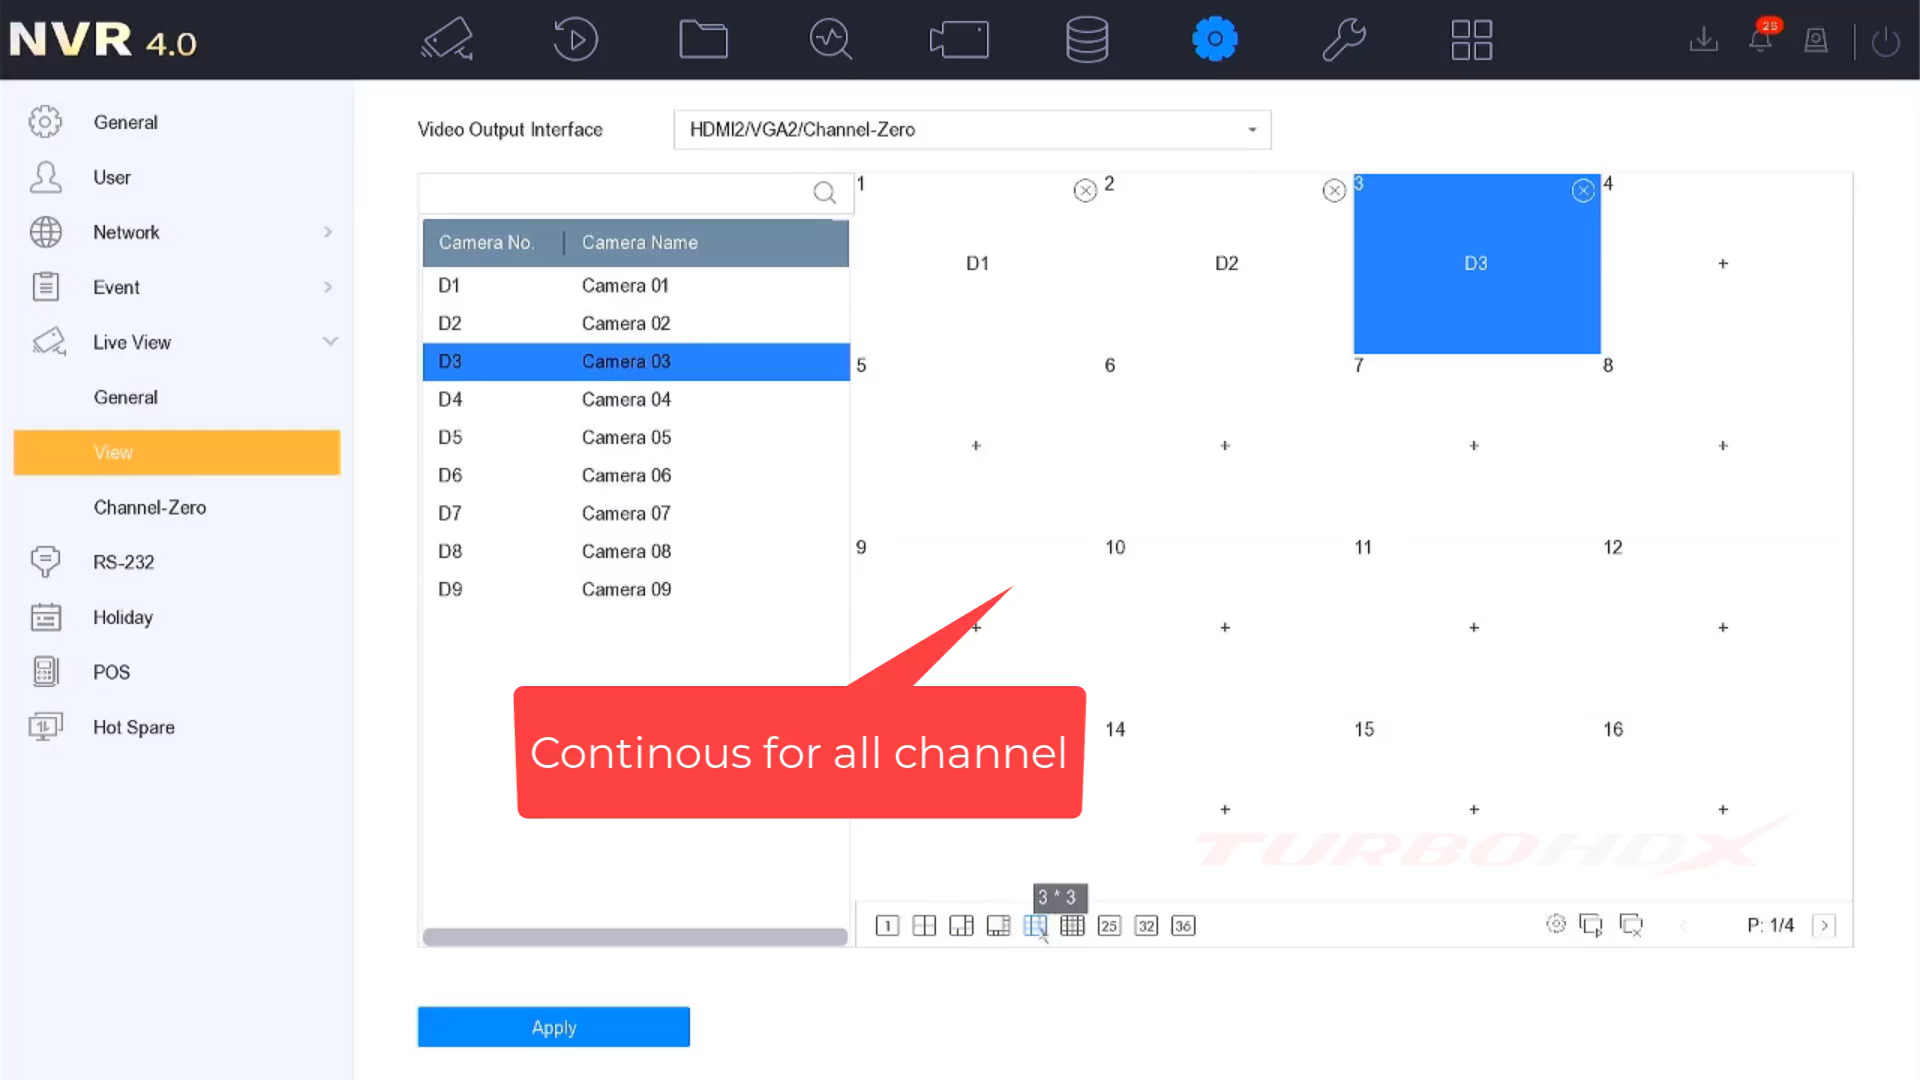 NVR 4.0
28
General
User
Network
Event
Live View
General
View
Channel-Zero
RS-232
Holiday
POS
Hot Spare
Video Output Interface
HDMI2/VGA2/Channel-Zero
Camera No. Camera Name
D1 Camera 01
D2 Camera 02
D3 Camera 03
D4 Camera 04
D5 Camera 05
D6 Camera 06
D7 Camera 07
D8 Camera 08
D9 Camera 09
1 2 3 4
D1 D2 D3 +
5 6 7 8
+ + + +
9 10 11 12
+ + + +
14 15 16
+ + +
Continous for all channel
TURBOHDX
3 * 3
1 25 32 36
P: 1/4
Apply